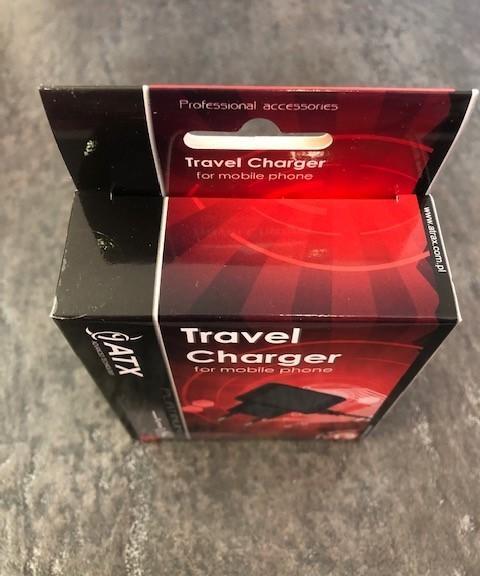 Professional accessories
Travel Charger
for mobile phone
www.atrax.com.pl
Travel
Charger
for mobile phone
ATX